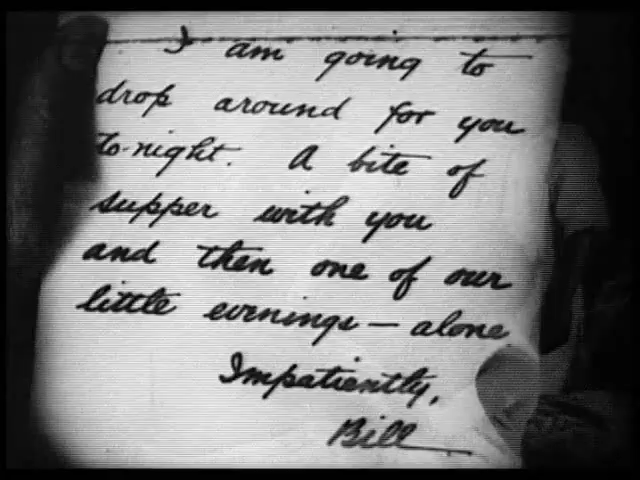 I am going to
drop around for you
to-night. A bite of
supper with you
and then one of our
little evenings — alone
Impatiently,
Bill